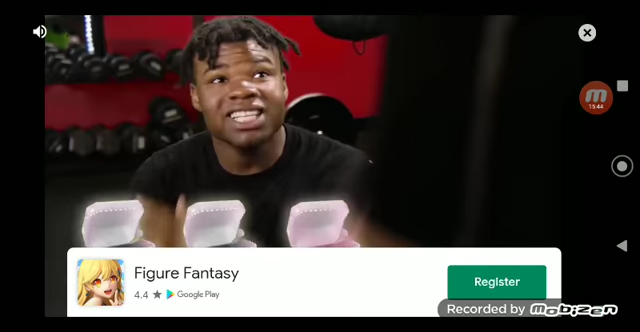 15:44
Figure Fantasy
4.4 ★ Google Play
Register
Recorded by Mobizen